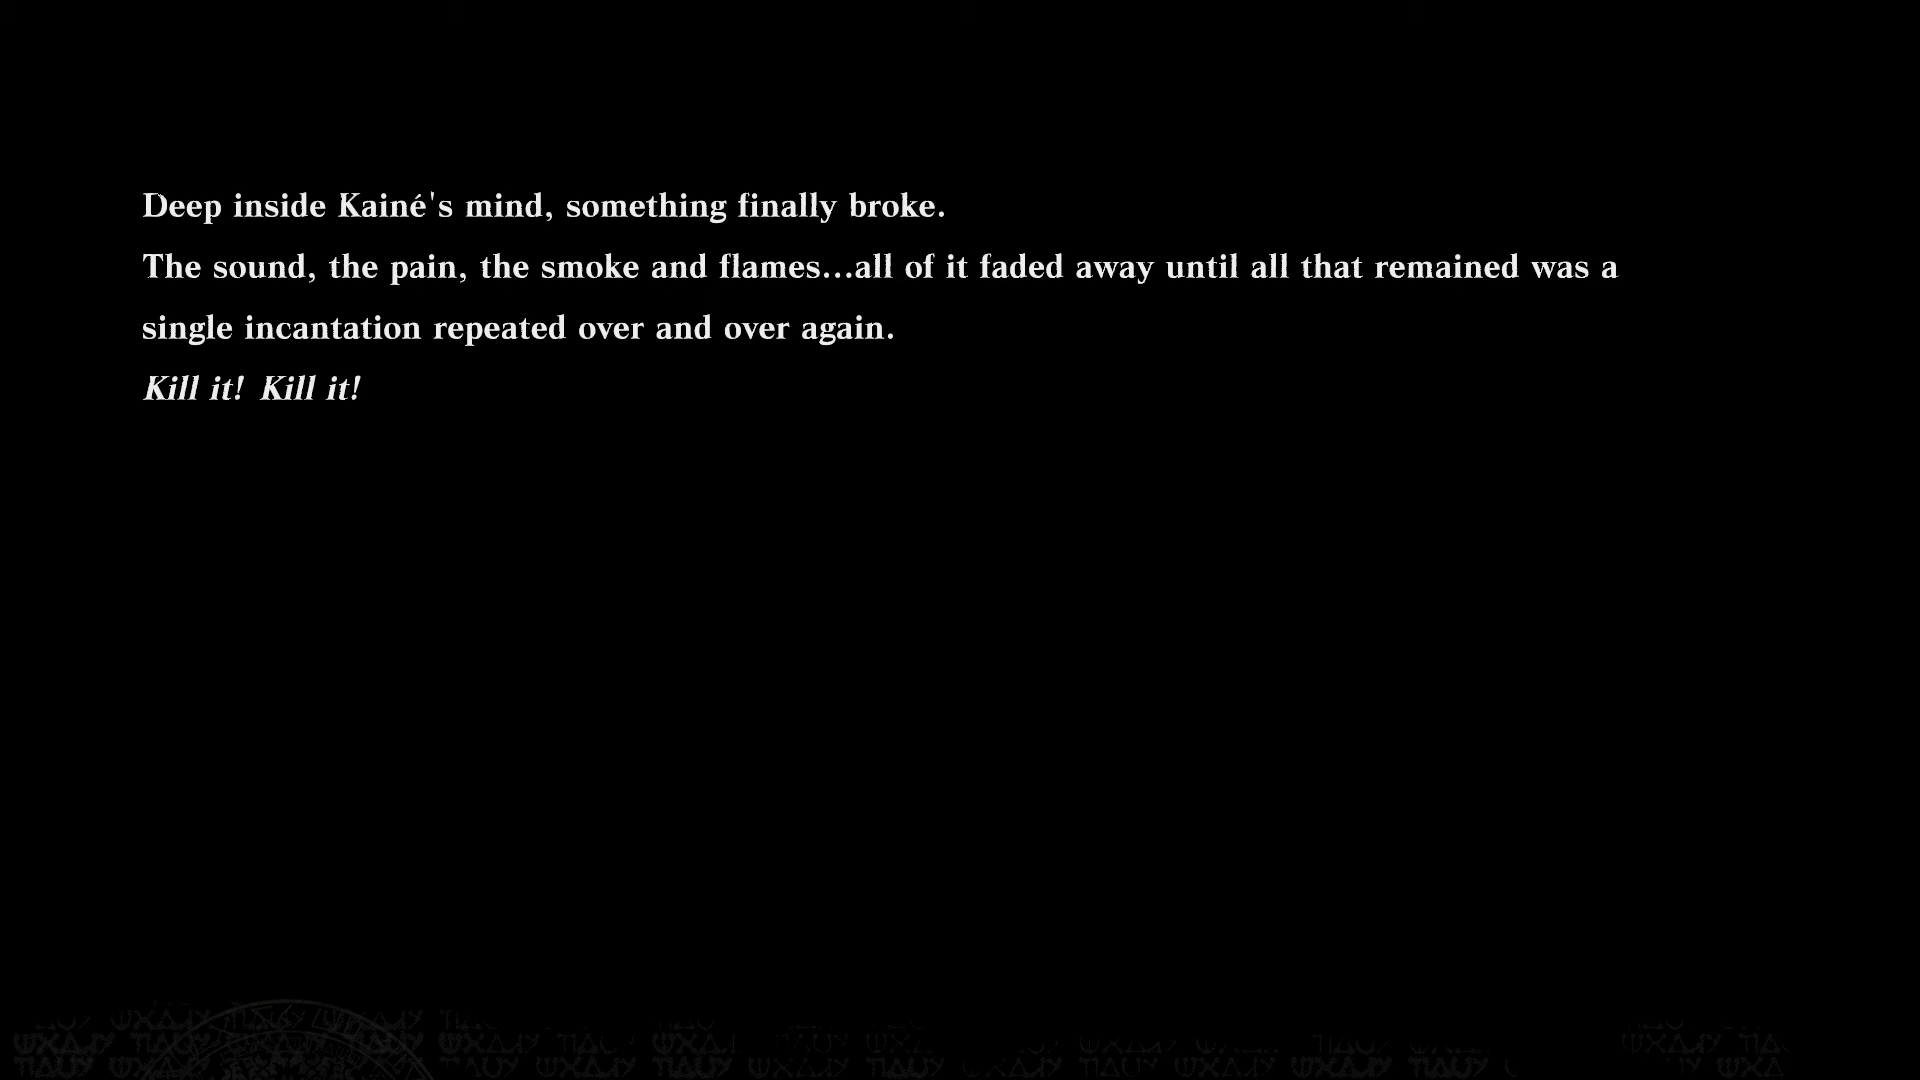 Deep inside Kainé's mind, something finally broke.
The sound, the pain, the smoke and flames...all of it faded away until all that remained was a
single incantation repeated over and over again.
Kill it! Kill it!